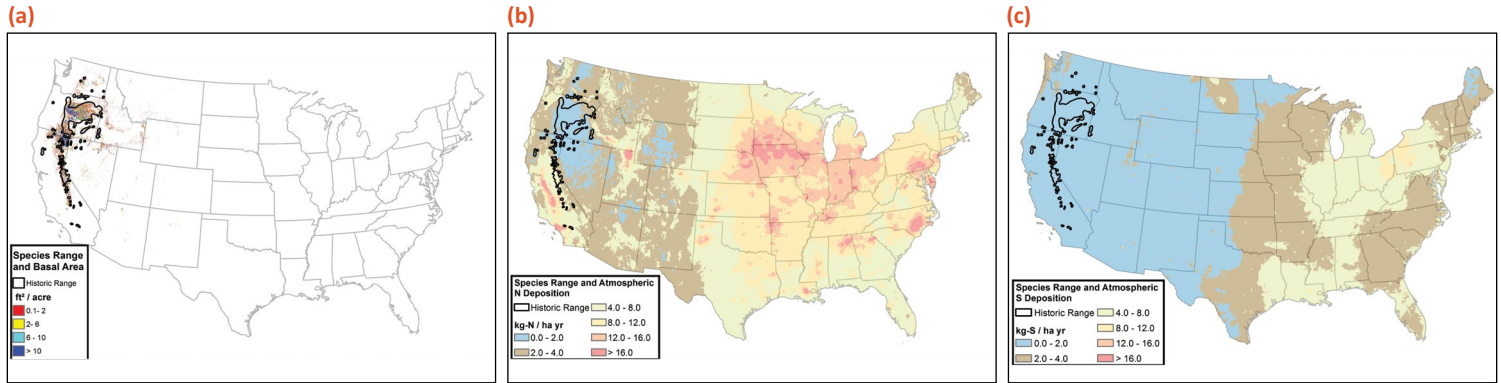 (a)
Species Range
and Basal Area
Historic Range
ft² / acre
0.1- 2
2- 6
6 - 10
> 10
(b)
Species Range and Atmospheric
N Deposition
Historic Range
kg-N / ha yr
0.0 - 2.0
2.0 - 4.0
4.0 - 8.0
8.0 - 12.0
12.0 - 16.0
> 16.0
(c)
Species Range and Atmospheric
S Deposition
Historic Range
kg-S / ha yr
0.0 - 2.0
2.0 - 4.0
4.0 - 8.0
8.0 - 12.0
12.0 - 16.0
> 16.0